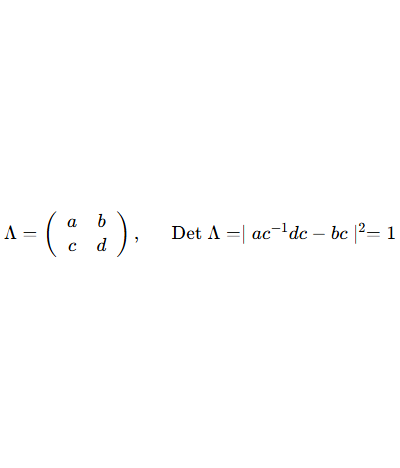 Λ = ( a b
c d ) , Det Λ =| ac⁻¹dc − bc |²= 1